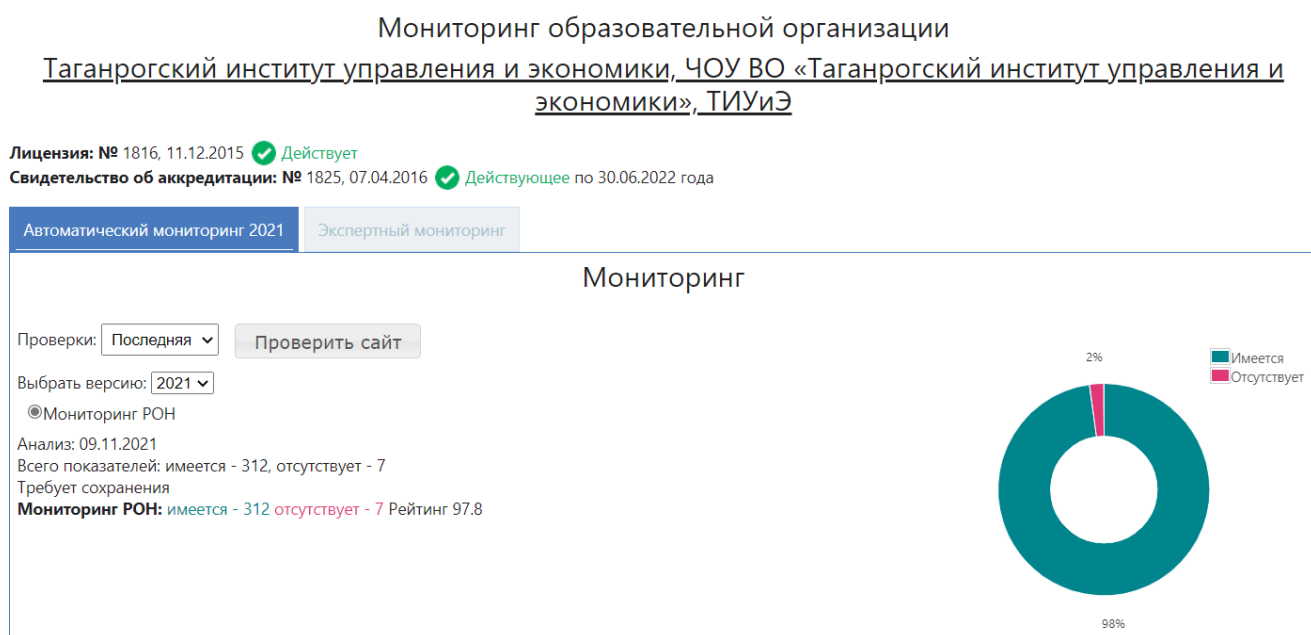 Мониторинг образовательной организации
Таганрогский институт управления и экономики, ЧОУ ВО «Таганрогский институт управления и
экономики», ТИУиЭ
Лицензия: № 1816, 11.12.2015 Действует
Свидетельство об аккредитации: № 1825, 07.04.2016 Действующее по 30.06.2022 года
Автоматический мониторинг 2021 Экспертный мониторинг
Мониторинг
Проверки: Последняя Проверить сайт
Выбрать версию: 2021
Мониторинг РОН
Анализ: 09.11.2021
Всего показателей: имеется - 312, отсутствует - 7
Требует сохранения
Мониторинг РОН: имеется - 312 отсутствует - 7 Рейтинг 97.8
2%
Имеется
Отсутствует
98%